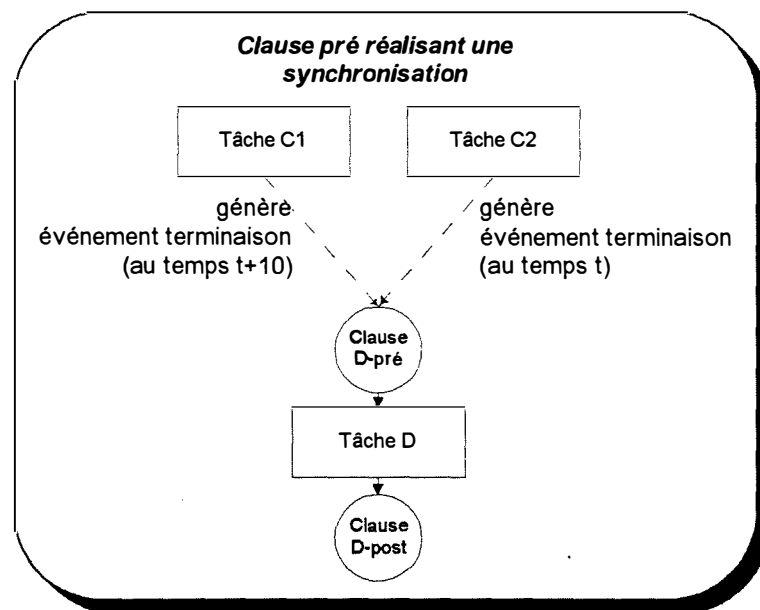 Clause pré réalisant une
synchronisation
Tâche C1
Tâche C2
génère
événement terminaison
(au temps t+10)
génère
événement terminaison
(au temps t)
Clause
D-pré
Tâche D
Clause
D-post